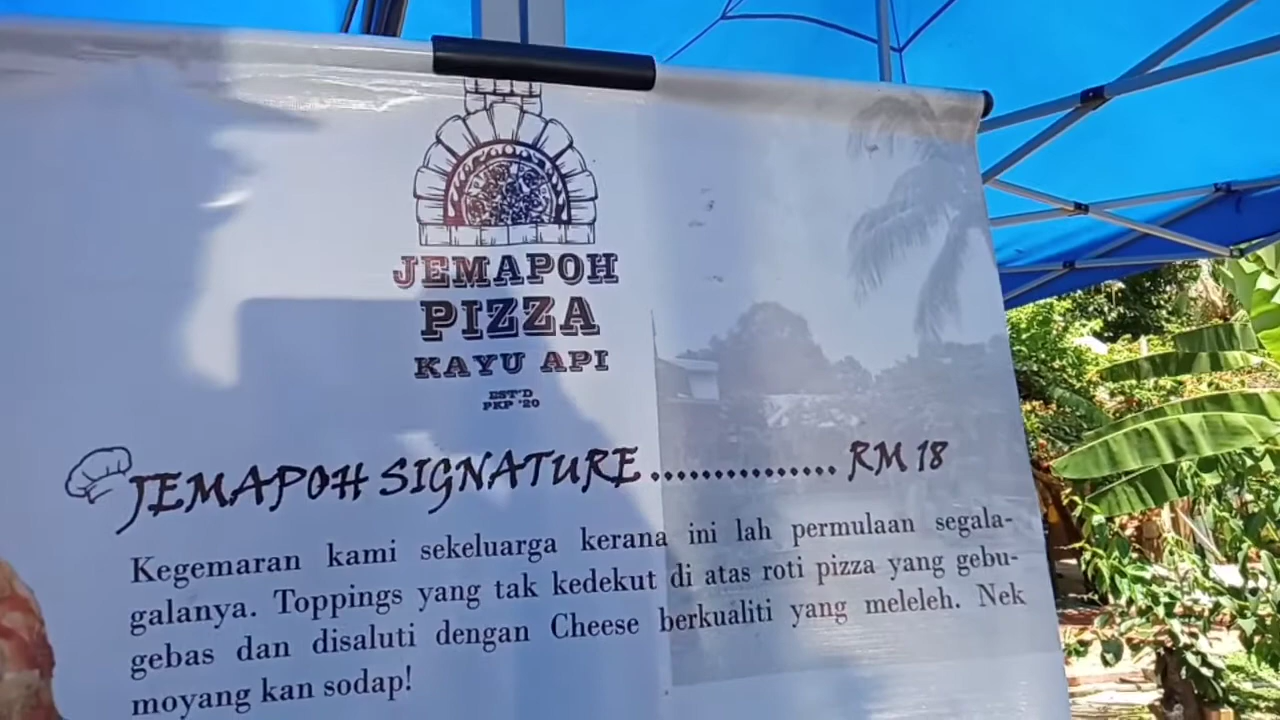 JEMAPOH
PIZZA
KAYU API
EST'D
PKP '20
JEMAPOH SIGNATURE.............. RM 18
Kegemaran kami sekeluarga kerana ini lah permulaan segala-
galanya. Toppings yang tak kedekut di atas roti pizza yang gebu-
gebas dan disaluti dengan Cheese berkualiti yang meleleh. Nek
moyang kan sodap!